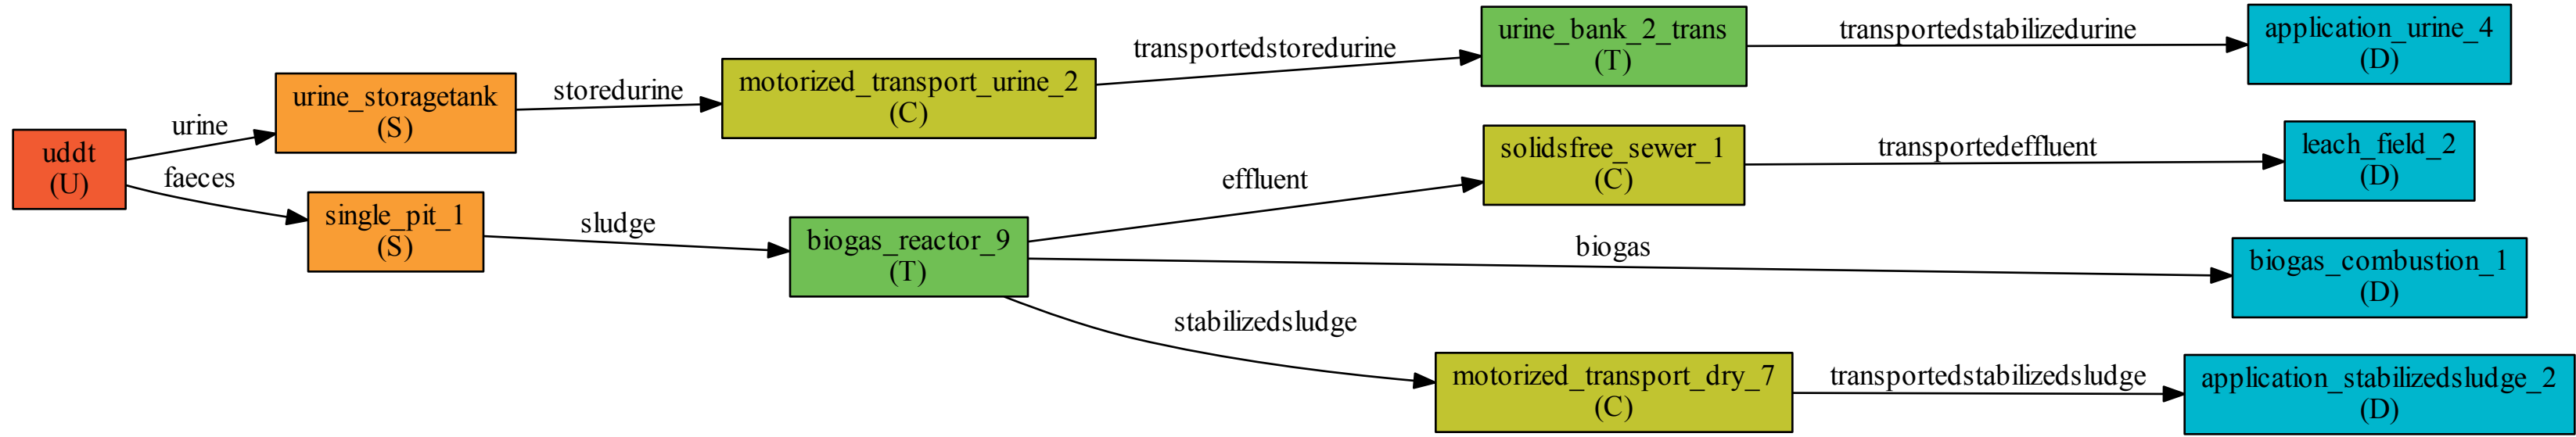 uddt
(U)
urine
faeces
urine_storagetank
(S)
single_pit_1
(S)
storedurine
sludge
motorized_transport_urine_2
(C)
biogas_reactor_9
(T)
transportedstoredurine
effluent
biogas
stabilizedsludge
urine_bank_2_trans
(T)
solidsfree_sewer_1
(C)
motorized_transport_dry_7
(C)
transportedstabilizedurine
transportedeffluent
transportedstabilizedsludge
application_urine_4
(D)
leach_field_2
(D)
biogas_combustion_1
(D)
application_stabilizedsludge_2
(D)